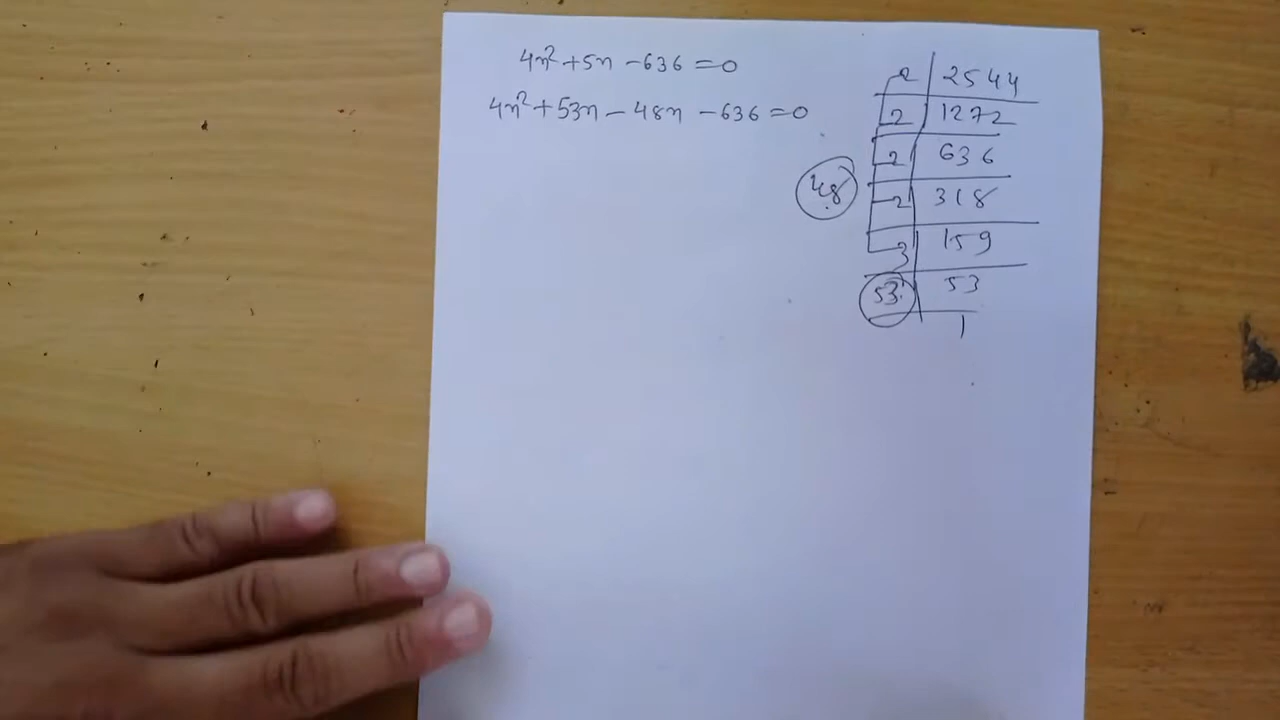 4n²+5n-636=0
4n²+53n-48n-636=0
2 | 2544
2 | 1272
2 | 636
2 | 318
3 | 159
53 | 53
1
48